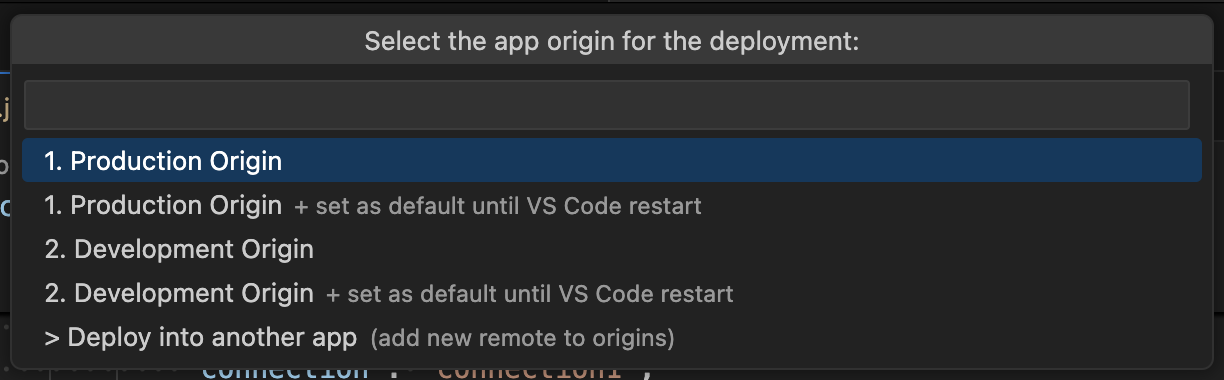 Select the app origin for the deployment:
1. Production Origin
1. Production Origin + set as default until VS Code restart
2. Development Origin
2. Development Origin + set as default until VS Code restart
> Deploy into another app (add new remote to origins)